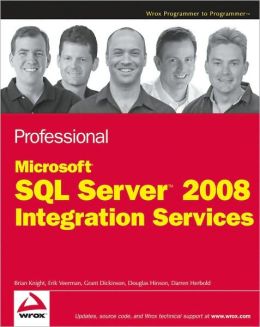 Wrox Programmer to Programmer™
Professional
Microsoft®
SQL Server™ 2008
Integration Services
Brian Knight, Erik Veerman, Grant Dickinson, Douglas Hinson, Darren Herbold
wrox
Updates, source code, and Wrox technical support at www.wrox.com